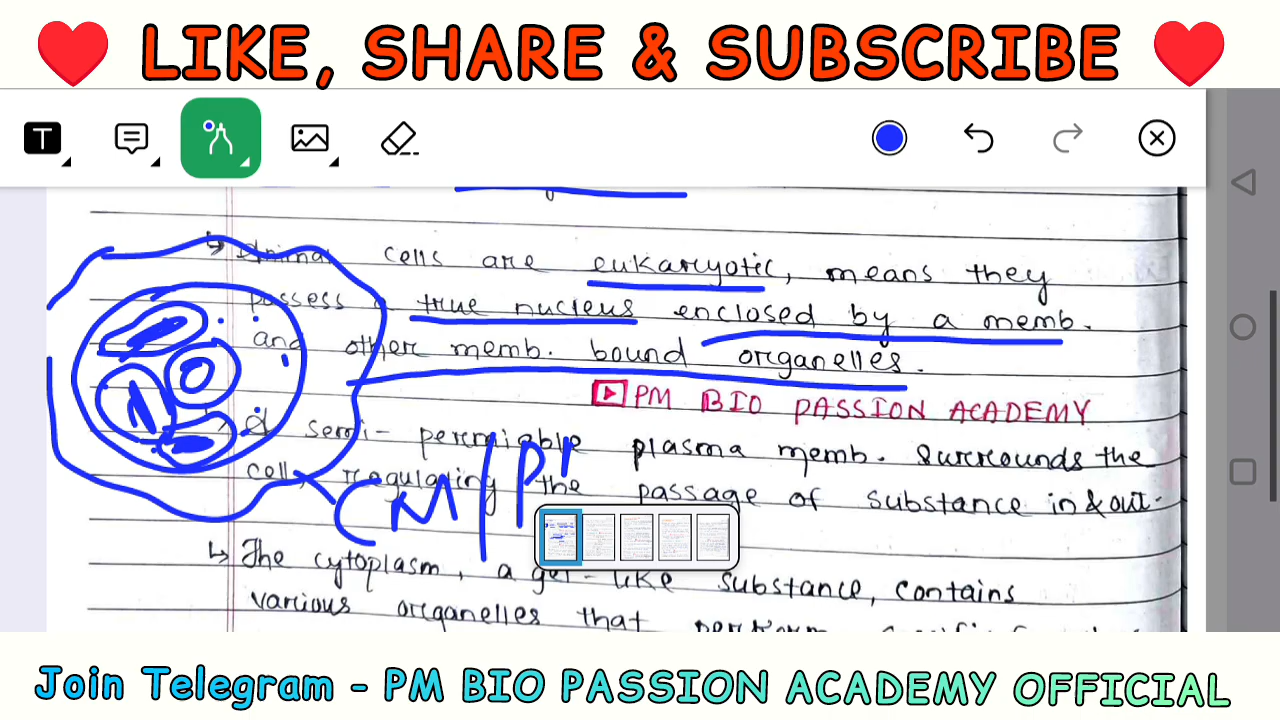 LIKE, SHARE & SUBSCRIBE
T
↳ Animal cells are eukaryotic, means they
possess a true nucleus enclosed by a memb.
and other memb. bound organelles.
PM BIO PASSION ACADEMY
A semi-permiable plasma memb. surrounds the
cell, regulating the passage of substance in & out.
CM/P
↳ The cytoplasm, a gel-like substance, contains
various organelles that perform
Join Telegram - PM BIO PASSION ACADEMY OFFICIAL